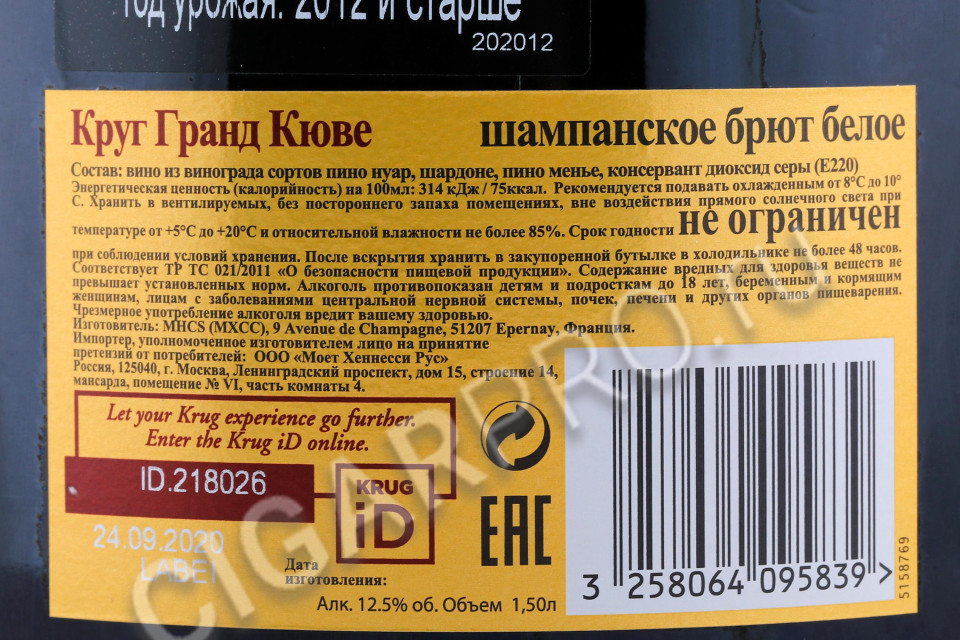 год урожая: 2012 и старше
202012
Круг Гранд Кюве шампанское брют белое
Состав: вино из винограда сортов пино нуар, шардоне, пино менье, консервант диоксид серы (E220)
Энергетическая ценность (калорийность) на 100мл: 314 кДж / 75ккал. Рекомендуется подавать охлажденным от 8°C до 10°
С. Хранить в вентилируемых, без постороннего запаха помещениях, вне воздействия прямого солнечного света при
температуре от +5°C до +20°C и относительной влажности не более 85%. Срок годности не ограничен
при соблюдении условий хранения. После вскрытия хранить в закупоренной бутылке в холодильнике не более 48 часов.
Соответствует ТР ТС 021/2011 «О безопасности пищевой продукции». Содержание вредных для здоровья веществ не
превышает установленных норм. Алкоголь противопоказан детям и подросткам до 18 лет, беременным и кормящим
женщинам, лицам с заболеваниями центральной нервной системы, почек, печени и других органов пищеварения.
Чрезмерное употребление алкоголя вредит вашему здоровью.
Изготовитель: MHCS (МХСС), 9 Avenue de Champagne, 51207 Epernay, Франция.
Импортер, уполномоченное изготовителем лицо на принятие
претензий от потребителей: ООО «Моет Хеннесси Рус»
Россия, 125040, г. Москва, Ленинградский проспект, дом 15, строение 14,
мансарда, помещение № VI, часть комнаты 4.
Let your Krug experience go further.
Enter the Krug iD online.
ID.218026
KRUG
iD
24.09.2020
LABEl
EAC
Дата
изготовления:
Алк. 12.5% об. Объем 1,50л
3 258064 095839 >
5158769
CIGARPRO.ru